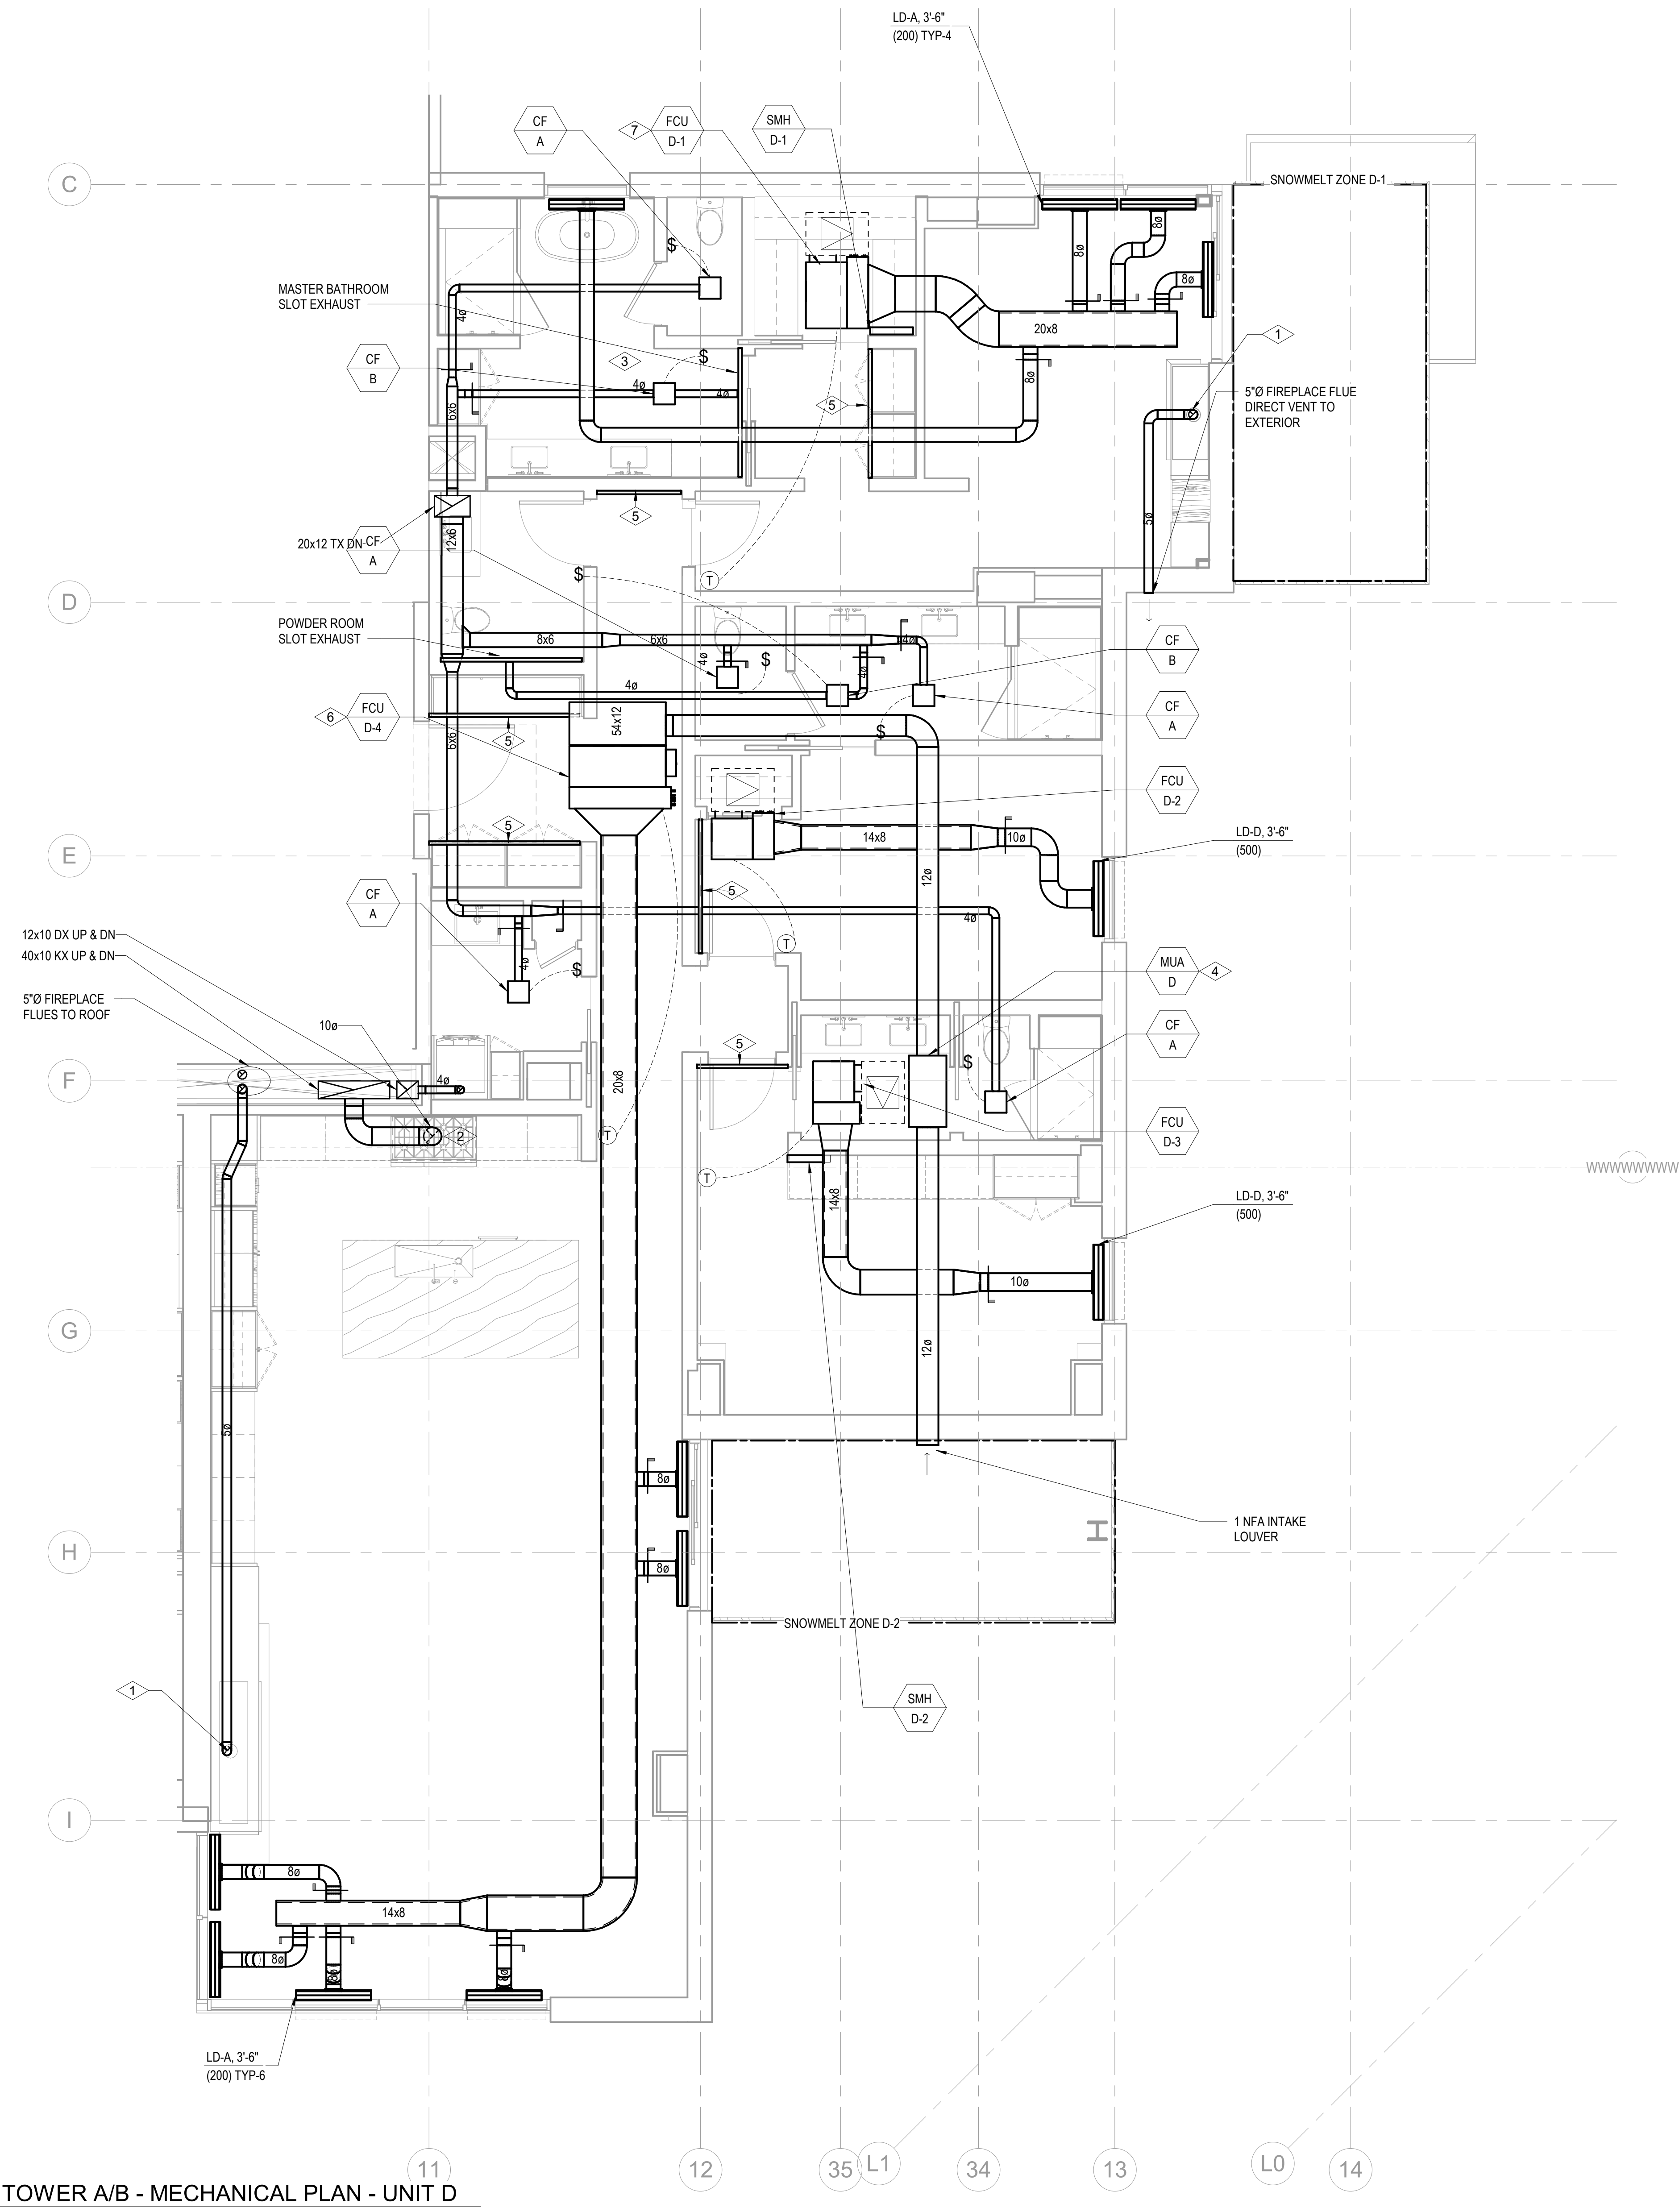 LD-A, 3'-6"
(200) TYP-4
CF
A
7
FCU
D-1
SMH
D-1
C
SNOWMELT ZONE D-1
$
8ø
8ø
8ø
MASTER BATHROOM
SLOT EXHAUST
4ø
20x8
1
CF
B
3
$
4ø
4ø
8ø
6x6
5
5"Ø FIREPLACE FLUE
DIRECT VENT TO
EXTERIOR
5
5ø
20x12 TX DN
CF
A
12x6
$
T
D
POWDER ROOM
SLOT EXHAUST
8x6
6x6
4ø
4ø
$
4ø
4ø
CF
B
6
FCU
D-4
54x12
$
CF
A
5
6x6
FCU
D-2
5
14x8
10ø
LD-D, 3'-6"
(500)
E
12ø
5
CF
A
4ø
T
12x10 DX UP & DN
40x10 KX UP & DN
4ø
$
MUA
D
4
5"Ø FIREPLACE
FLUES TO ROOF
10ø
5
CF
A
$
F
4ø
20x8
2
T
FCU
D-3
T
WWWWWWWW
14x8
LD-D, 3'-6"
(500)
10ø
G
12ø
5ø
8ø
1 NFA INTAKE
LOUVER
H
H
8ø
SNOWMELT ZONE D-2
1
SMH
D-2
I
8ø
14x8
8ø
8ø
8ø
LD-A, 3'-6"
(200) TYP-6
11
12
35
L1
34
13
L0
14
TOWER A/B - MECHANICAL PLAN - UNIT D